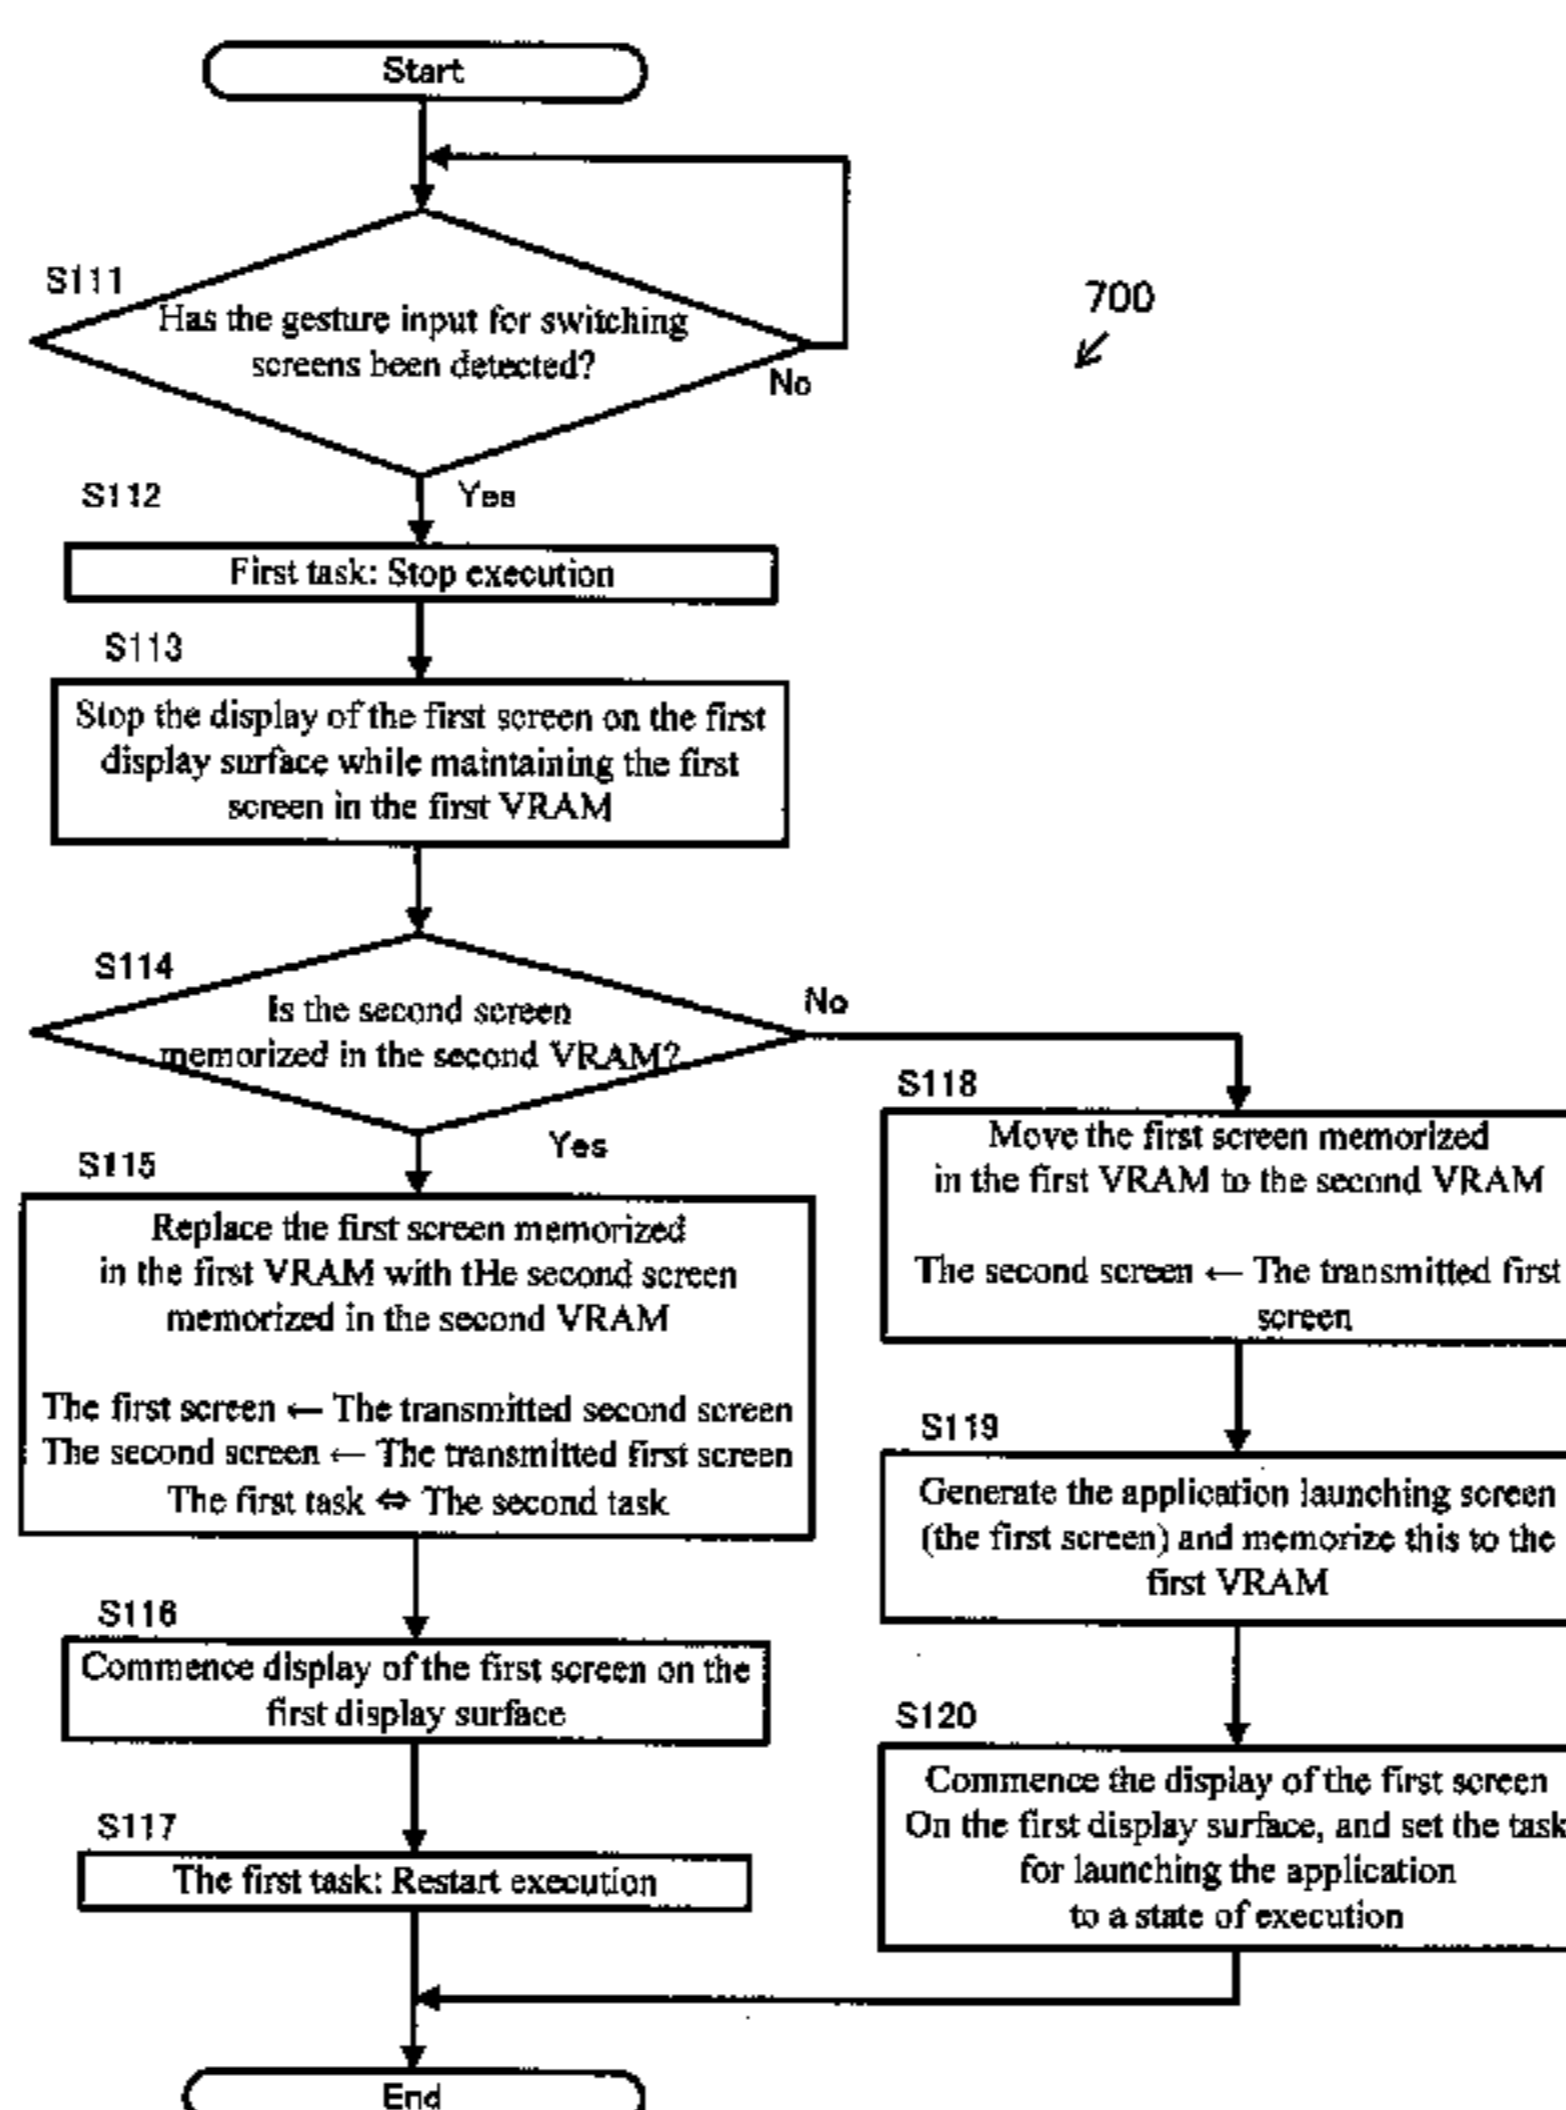 Start
S111
Has the gesture input for switching
screens been detected?
No
700
S112
Yes
First task: Stop execution
S113
Stop the display of the first screen on the first
display surface while maintaining the first
screen in the first VRAM
S114
Is the second screen
memorized in the second VRAM?
No
Yes
S115
Replace the first screen memorized
in the first VRAM with tHe second screen
memorized in the second VRAM
The first screen ← The transmitted second screen
The second screen ← The transmitted first screen
The first task ⇔ The second task
S116
Commence display of the first screen on the
first display surface
S117
The first task: Restart execution
S118
Move the first screen memorized
in the first VRAM to the second VRAM
The second screen ← The transmitted first
screen
S119
Generate the application launching screen
(the first screen) and memorize this to the
first VRAM
S120
Commence the display of the first screen
On the first display surface, and set the task
for launching the application
to a state of execution
End